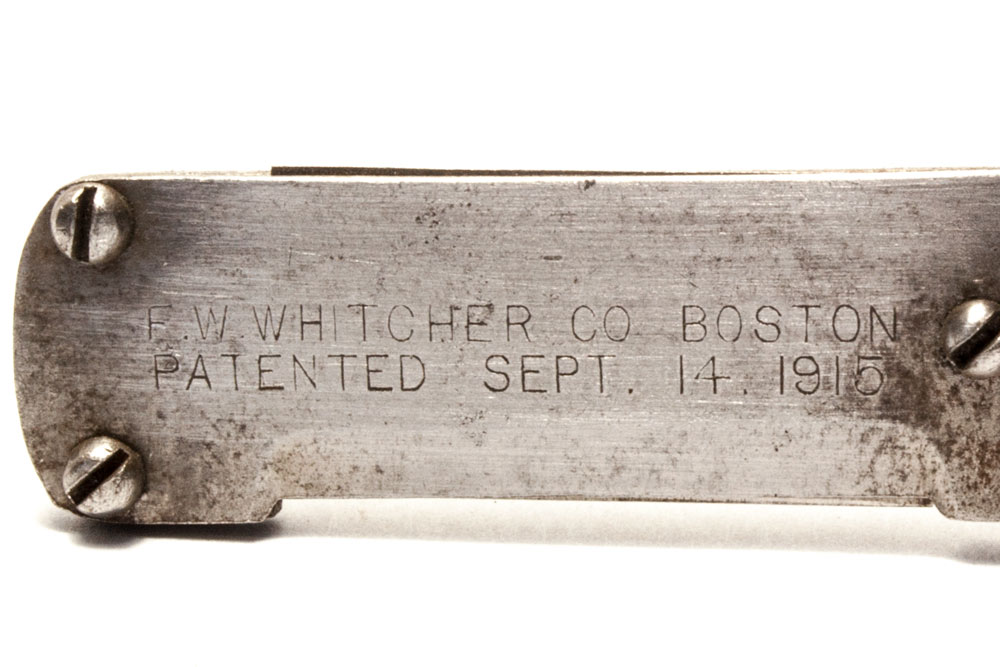 F.W.WHITCHER CO BOSTON
PATENTED SEPT. 14. 1915